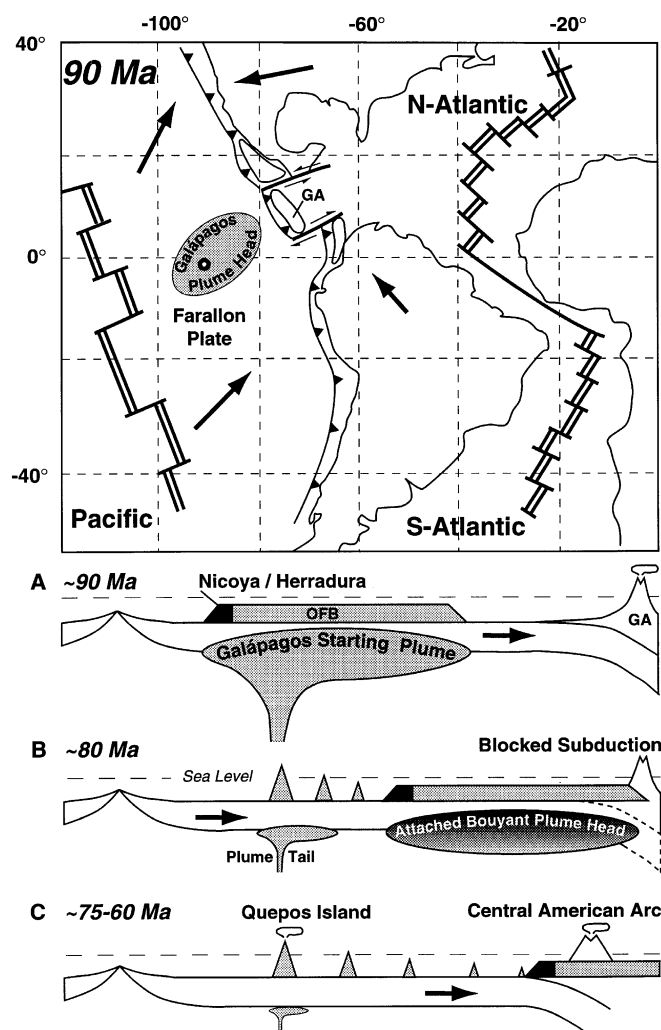 -100° -60° -20°
40°
90 Ma
N-Atlantic
GA
Galápagos
Plume Head
0°
Farallon
Plate
-40°
Pacific
S-Atlantic
A ~90 Ma
Nicoya / Herradura
OFB
GA
Galápagos Starting Plume
B ~80 Ma
Blocked Subduction
Sea Level
Attached Bouyant Plume Head
Plume Tail
C ~75-60 Ma
Quepos Island
Central American Arc